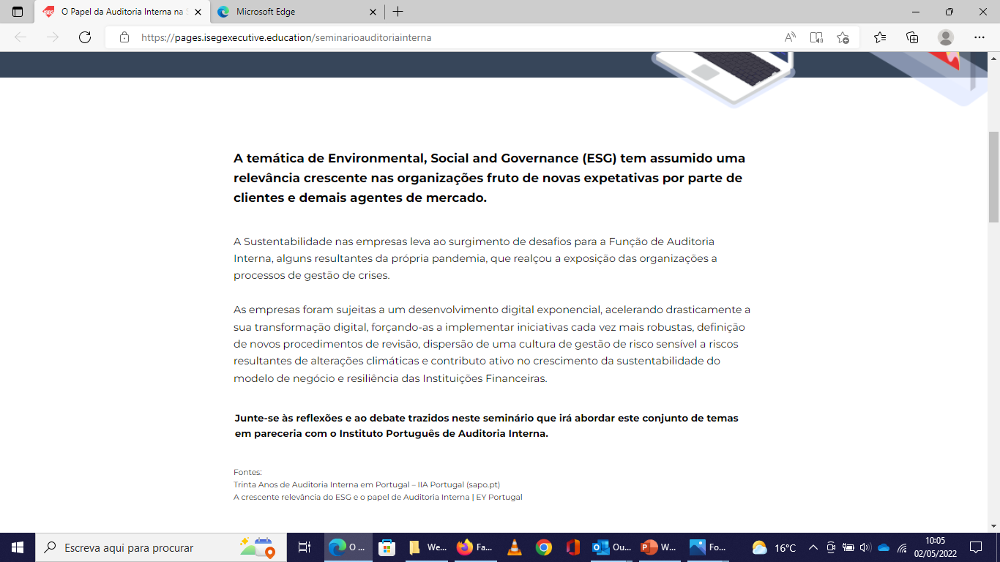 O Papel da Auditoria Interna na
Microsoft Edge
https://pages.isegexecutive.education/seminarioauditoriainterna
A temática de Environmental, Social and Governance (ESG) tem assumido uma
relevância crescente nas organizações fruto de novas expetativas por parte de
clientes e demais agentes de mercado.
A Sustentabilidade nas empresas leva ao surgimento de desafios para a Função de Auditoria
Interna, alguns resultantes da própria pandemia, que realçou a exposição das organizações a
processos de gestão de crises.
As empresas foram sujeitas a um desenvolvimento digital exponencial, acelerando drasticamente a
sua transformação digital, forçando-as a implementar iniciativas cada vez mais robustas, definição
de novos procedimentos de revisão, dispersão de uma cultura de gestão de risco sensível a riscos
resultantes de alterações climáticas e contributo ativo no crescimento da sustentabilidade do
modelo de negócio e resiliência das Instituições Financeiras.
Junte-se às reflexões e ao debate trazidos neste seminário que irá abordar este conjunto de temas
em pareceria com o Instituto Português de Auditoria Interna.
Fontes:
Trinta Anos de Auditoria Interna em Portugal – IIA Portugal (sapo.pt)
A crescente relevância do ESG e o papel de Auditoria Interna | EY Portugal
Escreva aqui para procurar
O ...
We...
Fa...
Ou...
W...
Fo...
16°C
10:05
02/05/2022